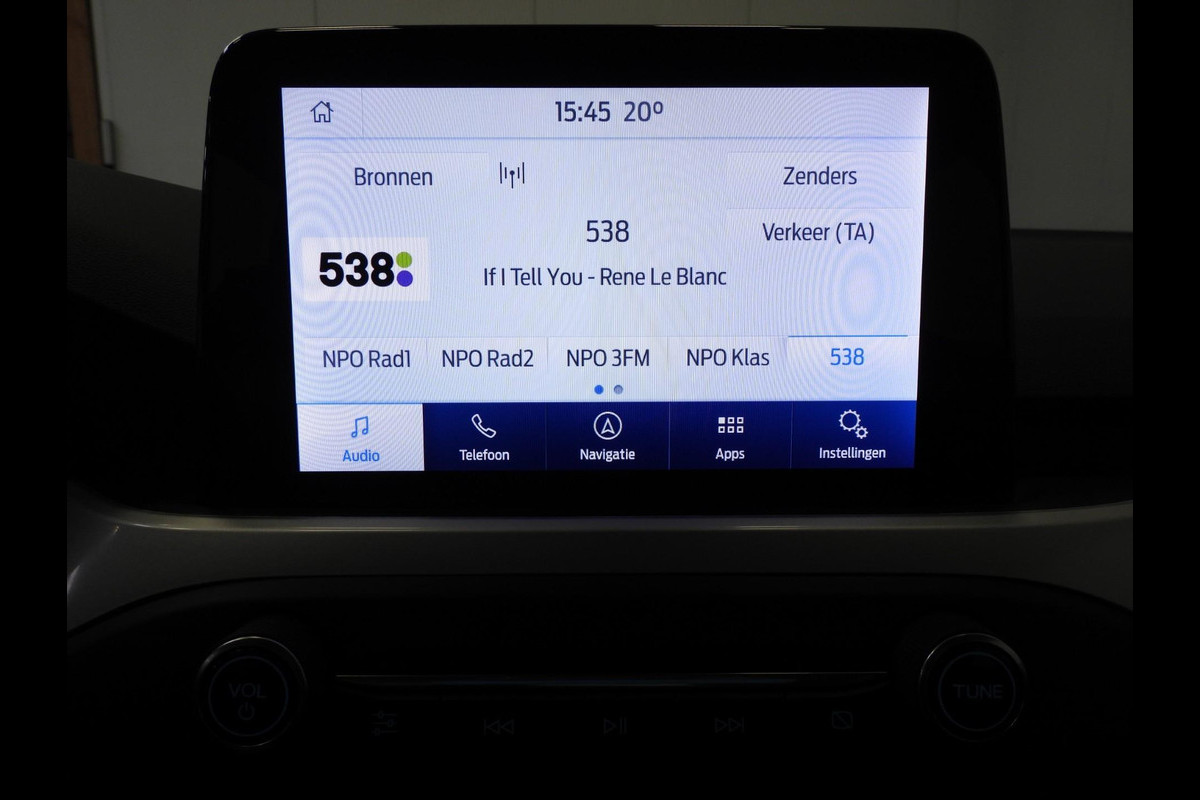 15:45 20º
Bronnen
Zenders
538
Verkeer (TA)
538
If I Tell You - Rene Le Blanc
NPO Rad1 NPO Rad2 NPO 3FM NPO Klas 538
Audio Telefoon Navigatie Apps Instellingen
VOL
TUNE